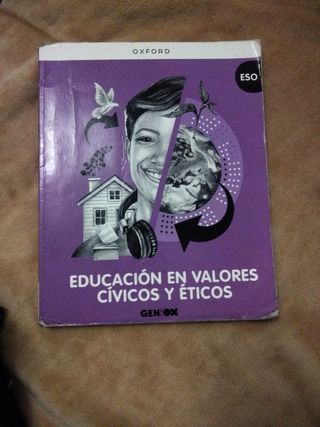 OXFORD
ESO
EDUCACIÓN EN VALORES
CÍVICOS Y ÉTICOS
GENiOX